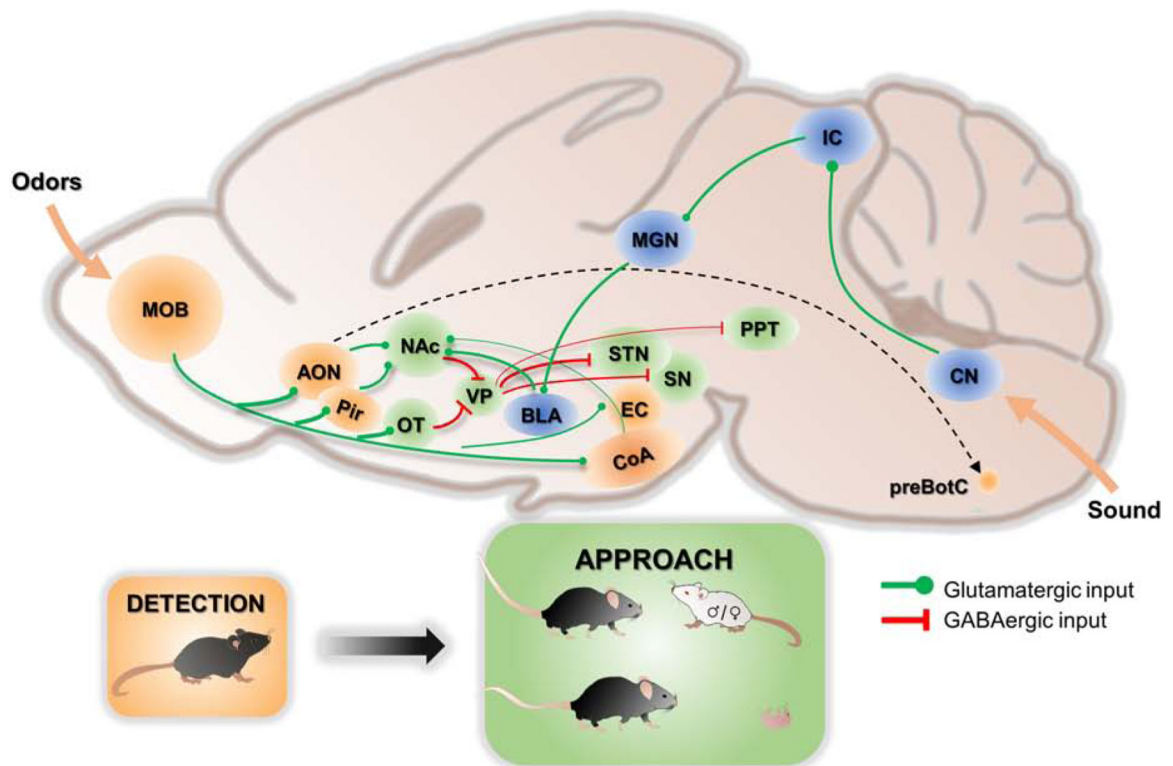 Odors
MOB
AON
Pir
NAc
OT
VP
BLA
STN
SN
EC
CoA
PPT
MGN
IC
CN
preBotC
Sound
DETECTION
APPROACH
♂/♀
Glutamatergic input
GABAergic input